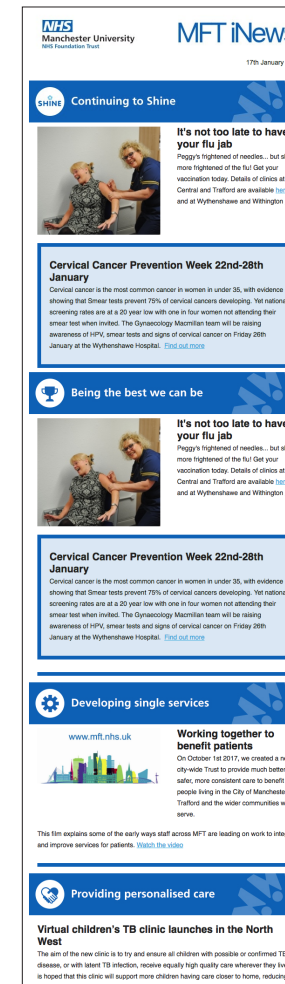 NHS
Manchester University
NHS Foundation Trust
MFT iNews
17th January
SHINE
Continuing to Shine
It's not too late to have
your flu jab
Peggy's frightened of needles... but
more frightened of the flu! Get your
vaccination today. Details of clinics at
Central and Trafford are available
and at Wythenshawe and Withington
Cervical Cancer Prevention Week 22nd-28th
January
Cervical cancer is the most common cancer in women in under 35, with evidence
showing that Smear tests prevent 75% of cervical cancers developing. Yet
screening rates are at a 20 year low with one in four women not attending their
smear test when invited. The Gynaecology Macmillan team will be raising
awareness of HPV, smear tests and signs of cervical cancer on Friday 26th
January at the Wythenshawe Hospital. Find out more
Being the best we can be
It's not too late to have
your flu jab
Peggy's frightened of needles... but
more frightened of the flu! Get your
vaccination today. Details of clinics at
Central and Trafford are available
and at Wythenshawe and Withington
Cervical Cancer Prevention Week 22nd-28th
January
Cervical cancer is the most common cancer in women in under 35, with evidence
showing that Smear tests prevent 75% of cervical cancers developing. Yet
screening rates are at a 20 year low with one in four women not attending their
smear test when invited. The Gynaecology Macmillan team will be raising
awareness of HPV, smear tests and signs of cervical cancer on Friday 26th
January at the Wythenshawe Hospital. Find out more
Developing single services
www.mft.nhs.uk
Working together to
benefit patients
On October 1st 2017, we created a
city-wide Trust to provide much better
safer, more consistent care to benefit
people living in the City of
Trafford and the wider communities
serve.
This film explains some of the early ways staff across MFT are leading on work to
and improve services for patients. Watch the video
Providing personalised care
Virtual children's TB clinic launches in the North
West
The aim of the new clinic is to try and ensure all children with possible or confirmed TB
disease, or with latent TB infection, receive equally high quality care wherever they
is hoped that this clinic will support more children having care closer to home,